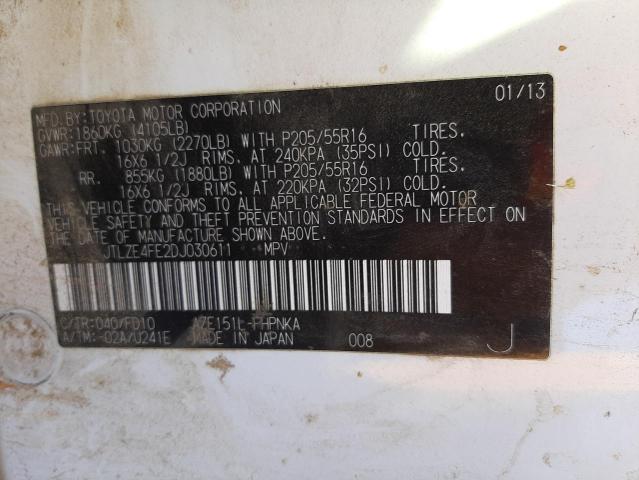 MFD.BY:TOYOTA MOTOR CORPORATION 01/13
GVWR:1860KG (4105LB)
GAWR:FRT. 1030KG (2270LB) WITH P205/55R16 TIRES.
16X6 1/2J RIMS. AT 240KPA (35PSI) COLD.
RR. 855KG (1880LB) WITH P205/55R16 TIRES.
16X6 1/2J RIMS. AT 220KPA (32PSI) COLD.
THIS VEHICLE CONFORMS TO ALL APPLICABLE FEDERAL MOTOR
VEHICLE SAFETY AND THEFT PREVENTION STANDARDS IN EFFECT ON
THE DATE OF MANUFACTURE SHOWN ABOVE.
JTLZE4FE2DJ030611 MPV
C/TR:040/FD10 AZE151L-FHPNKA
A/TM:-02A/U241E MADE IN JAPAN 008 J